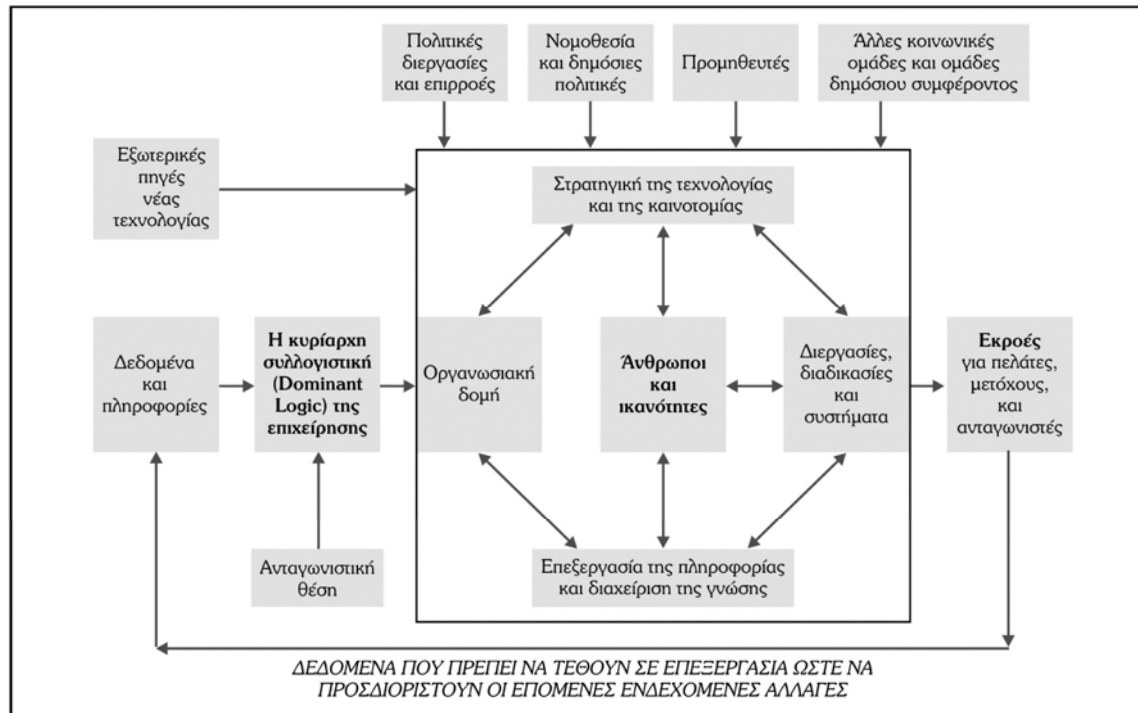 Πολιτικές
διεργασίες
και επιρροές
Νομοθεσία
και δημόσιες
πολιτικές
Προμηθευτές
Άλλες κοινωνικές
ομάδες και ομάδες
δημόσιου συμφέροντος
Εξωτερικές
πηγές
νέας
τεχνολογίας
Στρατηγική της τεχνολογίας
και της καινοτομίας
Δεδομένα
και
πληροφορίες
Η κυρίαρχη
συλλογιστική
(Dominant
Logic) της
επιχείρησης
Οργανωσιακή
δομή
Άνθρωποι
και
ικανότητες
Διεργασίες,
διαδικασίες
και
συστήματα
Εκροές
για πελάτες,
μετόχους,
και
ανταγωνιστές
Ανταγωνιστική
θέση
Επεξεργασία της πληροφορίας
και διαχείριση της γνώσης
ΔΕΔΟΜΕΝΑ ΠΟΥ ΠΡΕΠΕΙ ΝΑ ΤΕΘΟΥΝ ΣΕ ΕΠΕΞΕΡΓΑΣΙΑ ΩΣΤΕ ΝΑ
ΠΡΟΣΔΙΟΡΙΣΤΟΥΝ ΟΙ ΕΠΟΜΕΝΕΣ ΕΝΔΕΧΟΜΕΝΕΣ ΑΛΛΑΓΕΣ